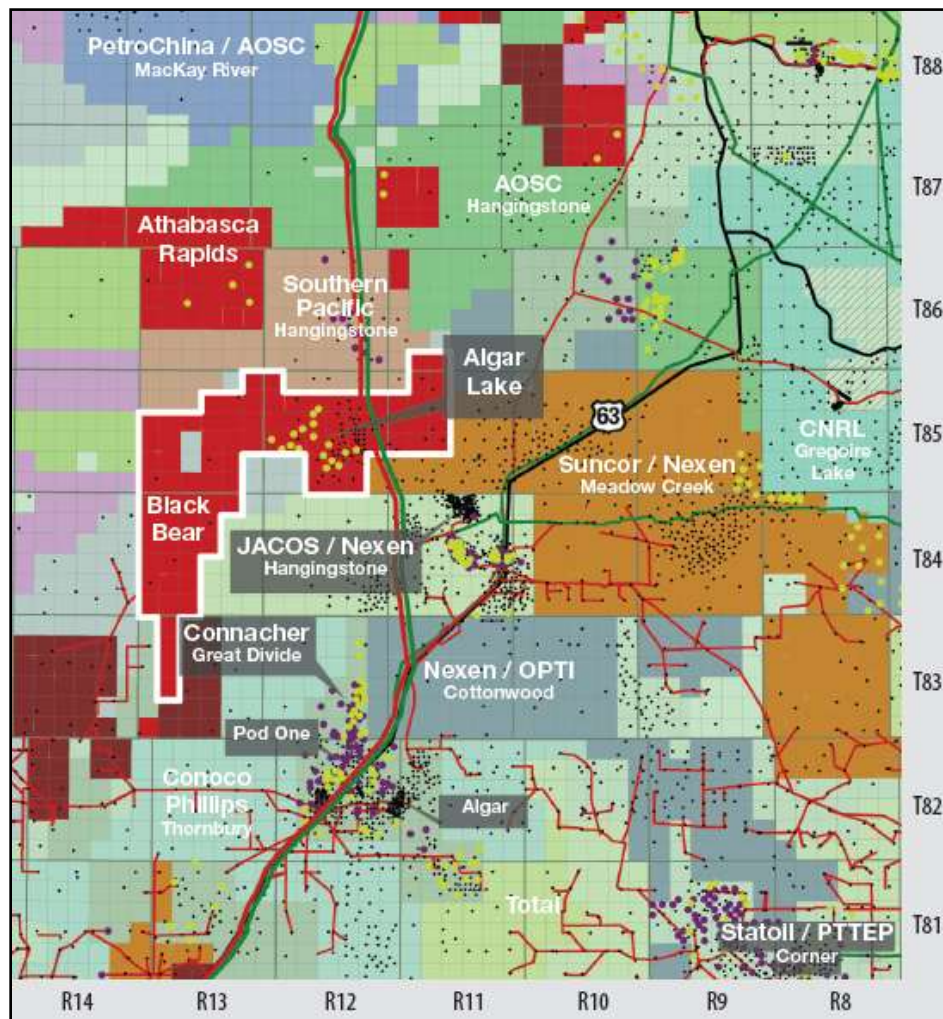 PetroChina / AOSC
MacKay River
T88
AOSC
Hangingstone
T87
Athabasca
Rapids
Southern
Pacific
Hangingstone
T86
Algar
Lake
63
CNRL
Gregoire
Lake
T85
Suncor / Nexen
Meadow Creek
Black
Bear
JACOS / Nexen
Hangingstone
T84
Connacher
Great Divide
Nexen / OPTI
Cottonwood
T83
Pod One
Conoco
Phillips
Thornbury
Algar
T82
Total
Statoil / PTTEP
Corner
T81
R14 R13 R12 R11 R10 R9 R8